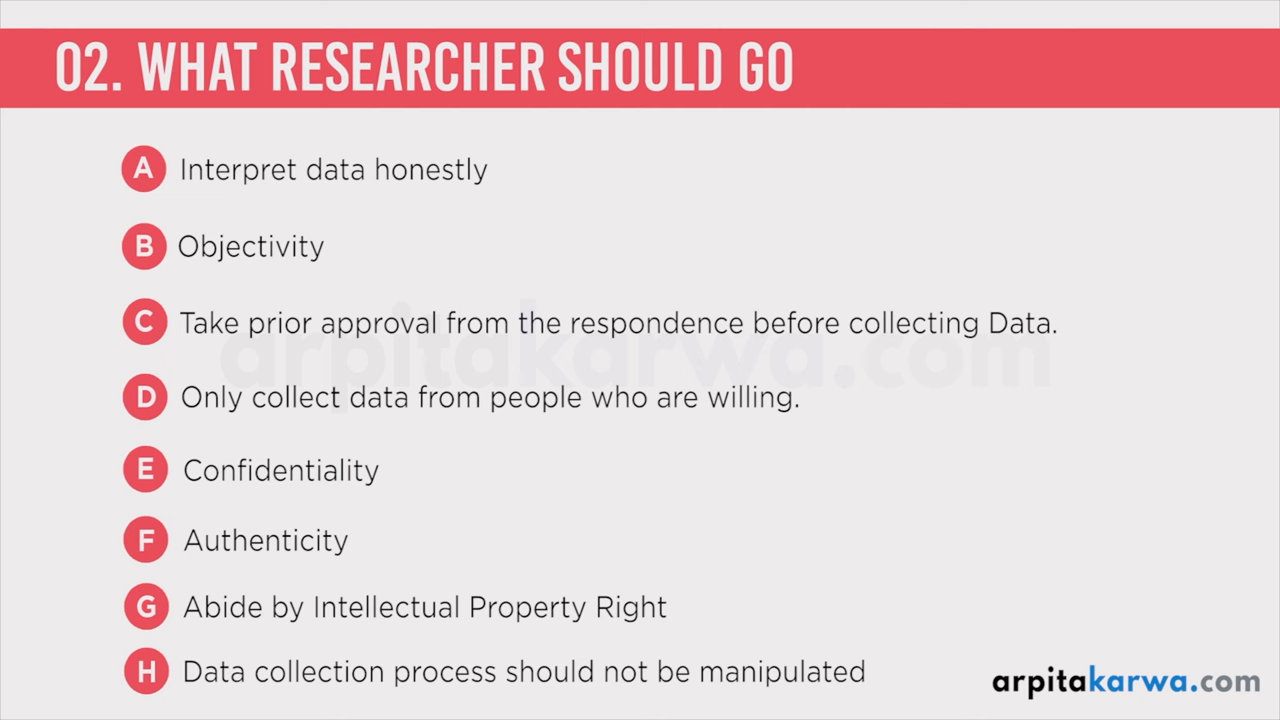 02. WHAT RESEARCHER SHOULD GO
A Interpret data honestly
B Objectivity
C Take prior approval from the respondence before collecting Data.
arpitakarwa.com
D Only collect data from people who are willing.
E Confidentiality
F Authenticity
G Abide by Intellectual Property Right
H Data collection process should not be manipulated
arpitakarwa.com